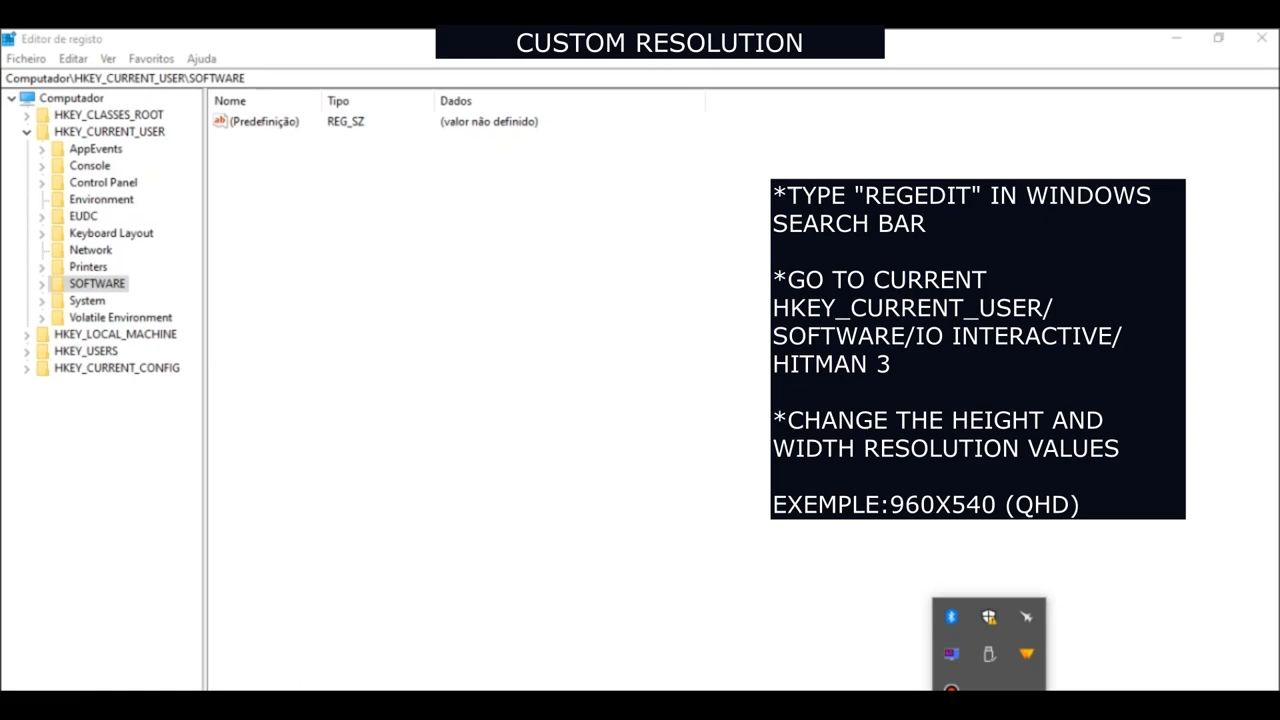 CUSTOM RESOLUTION
Editor de registo
Ficheiro Editar Ver Favoritos Ajuda
Computador\HKEY_CURRENT_USER\SOFTWARE
Computador
HKEY_CLASSES_ROOT
HKEY_CURRENT_USER
AppEvents
Console
Control Panel
Environment
EUDC
Keyboard Layout
Network
Printers
SOFTWARE
System
Volatile Environment
HKEY_LOCAL_MACHINE
HKEY_USERS
HKEY_CURRENT_CONFIG
Nome Tipo Dados
ab (Predefinição) REG_SZ (valor não definido)
*TYPE "REGEDIT" IN WINDOWS
SEARCH BAR
*GO TO CURRENT
HKEY_CURRENT_USER/
SOFTWARE/IO INTERACTIVE/
HITMAN 3
*CHANGE THE HEIGHT AND
WIDTH RESOLUTION VALUES
EXEMPLE:960X540 (QHD)